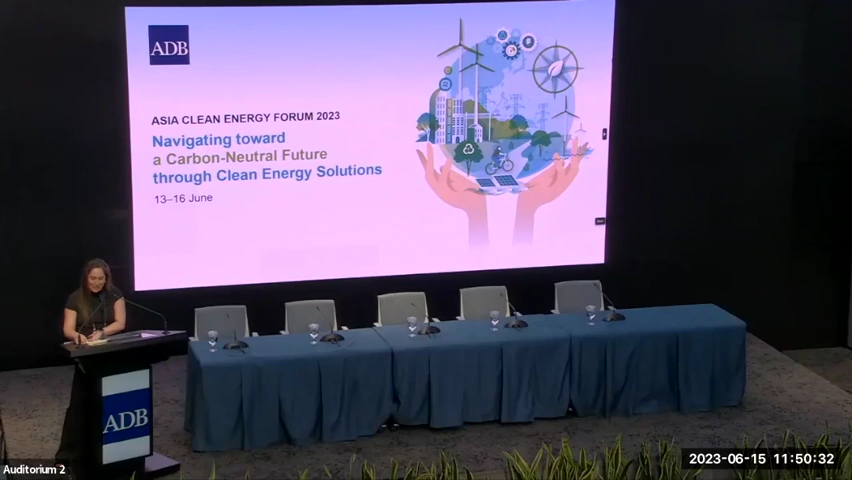 ADB
ASIA CLEAN ENERGY FORUM 2023
Navigating toward
a Carbon-Neutral Future
through Clean Energy Solutions
13–16 June
ADB
Auditorium 2
2023-06-15 11:50:32